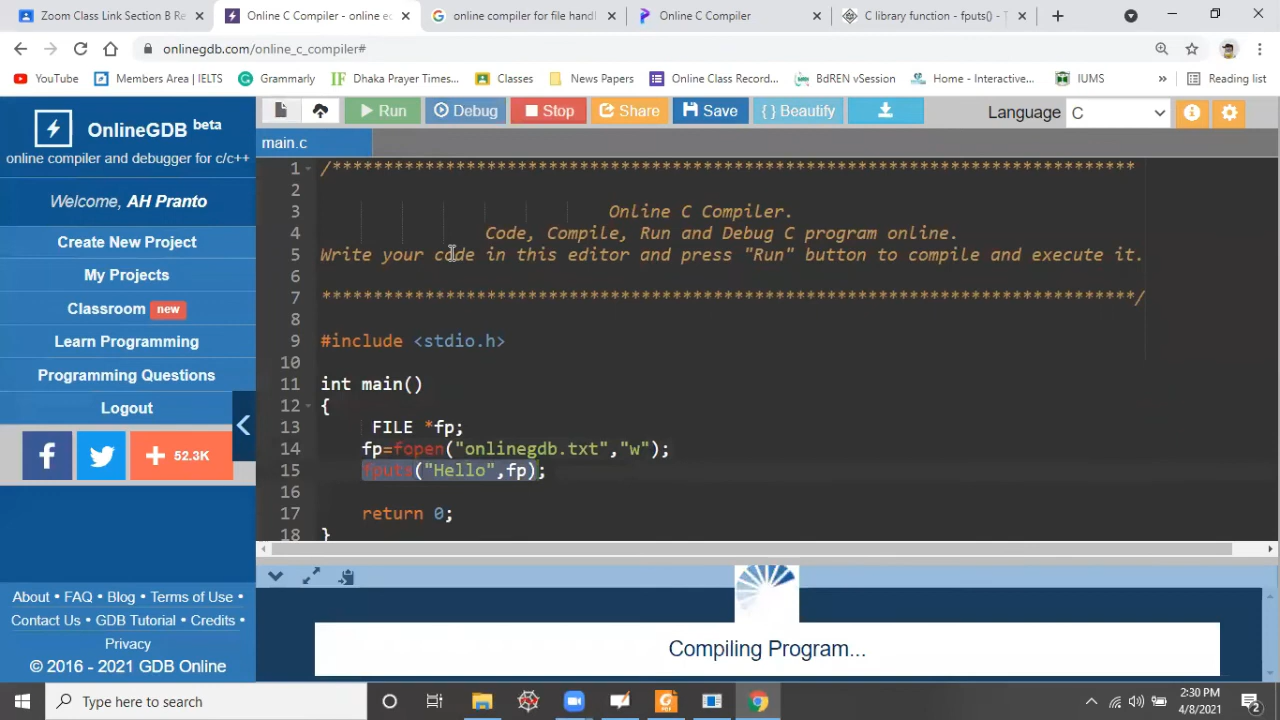 Zoom Class Link Section B Re
Online C Compiler - online ed
online compiler for file handl
Online C Compiler
C library function - fputs() - T
onlinegdb.com/online_c_compiler#
YouTube
Members Area | IELTS
Grammarly
Dhaka Prayer Times...
Classes
News Papers
Online Class Record...
BdREN vSession
Home - Interactive...
IUMS
»
Reading list
OnlineGDB beta
online compiler and debugger for c/c++
Welcome, AH Pranto
Create New Project
My Projects
Classroom new
Learn Programming
Programming Questions
Logout
+ 52.3K
About • FAQ • Blog • Terms of Use •
Contact Us • GDB Tutorial • Credits •
Privacy
© 2016 - 2021 GDB Online
Run
Debug
Stop
Share
Save
{ } Beautify
Language C
main.c
1 /******************************************************************************
2
3 Online C Compiler.
4 Code, Compile, Run and Debug C program online.
5 Write your code in this editor and press "Run" button to compile and execute it.
6
7 *******************************************************************************/
8
9 #include <stdio.h>
10
11 int main()
12 {
13 FILE *fp;
14 fp=fopen("onlinegdb.txt","w");
15 fputs("Hello",fp);
16
17 return 0;
18 }
Compiling Program...
Type here to search
2:30 PM
4/8/2021
2